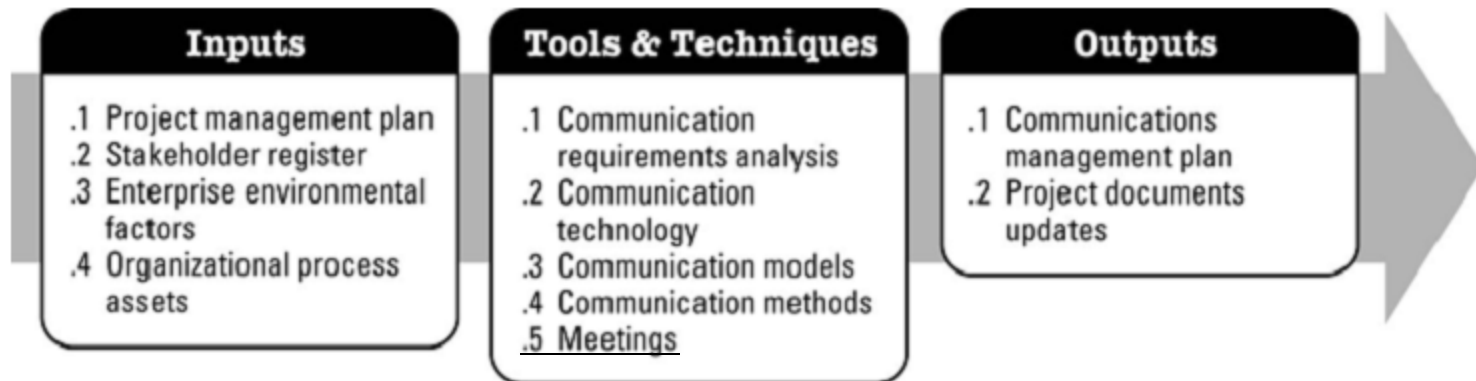 Inputs
.1 Project management plan
.2 Stakeholder register
.3 Enterprise environmental
factors
.4 Organizational process
assets
Tools & Techniques
.1 Communication
requirements analysis
.2 Communication
technology
.3 Communication models
.4 Communication methods
.5 Meetings
Outputs
.1 Communications
management plan
.2 Project documents
updates